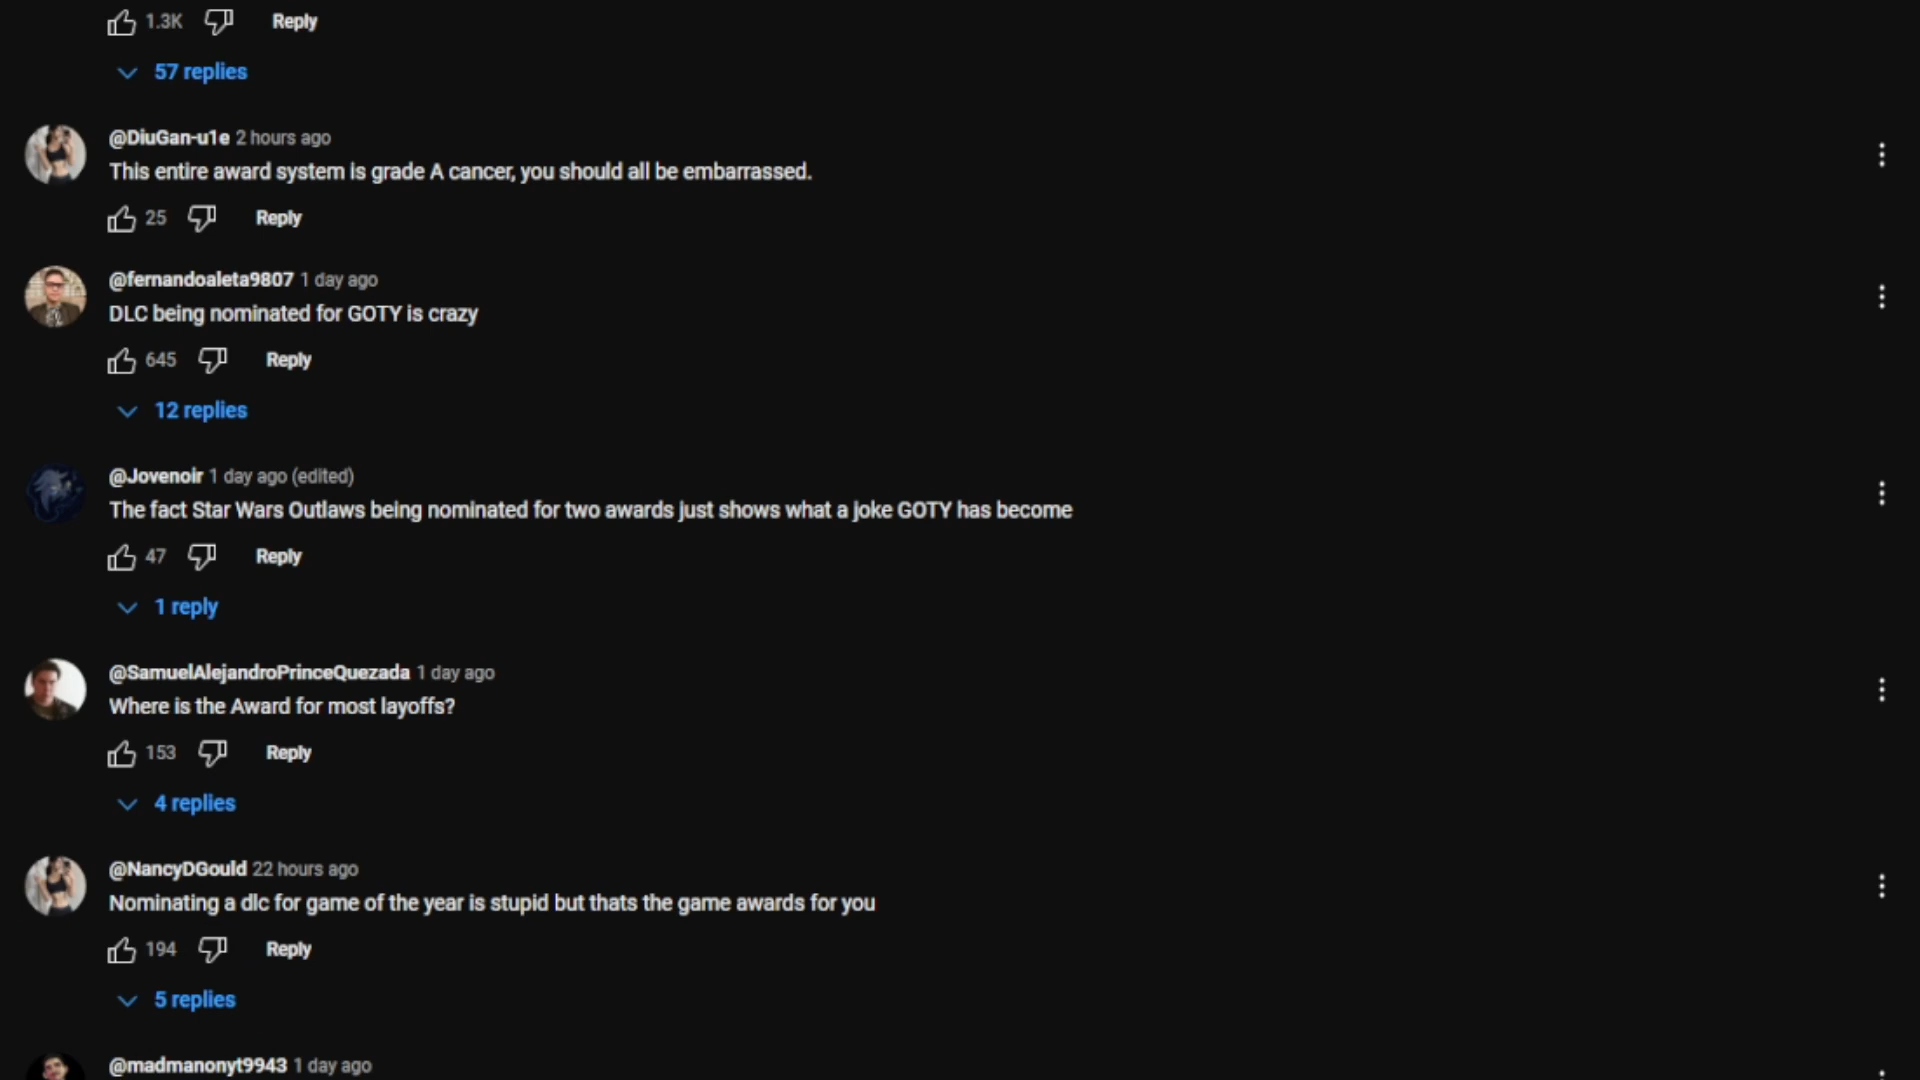 1.3K Reply
57 replies
@DiuGan-u1e 2 hours ago
This entire award system is grade A cancer, you should all be embarrassed.
25 Reply
@fernandoaleta9807 1 day ago
DLC being nominated for GOTY is crazy
645 Reply
12 replies
@Jovenoir 1 day ago (edited)
The fact Star Wars Outlaws being nominated for two awards just shows what a joke GOTY has become
47 Reply
1 reply
@SamuelAlejandroPrinceQuezada 1 day ago
Where is the Award for most layoffs?
153 Reply
4 replies
@NancyDGould 22 hours ago
Nominating a dlc for game of the year is stupid but thats the game awards for you
194 Reply
5 replies
@madmanonyt9943 1 day ago